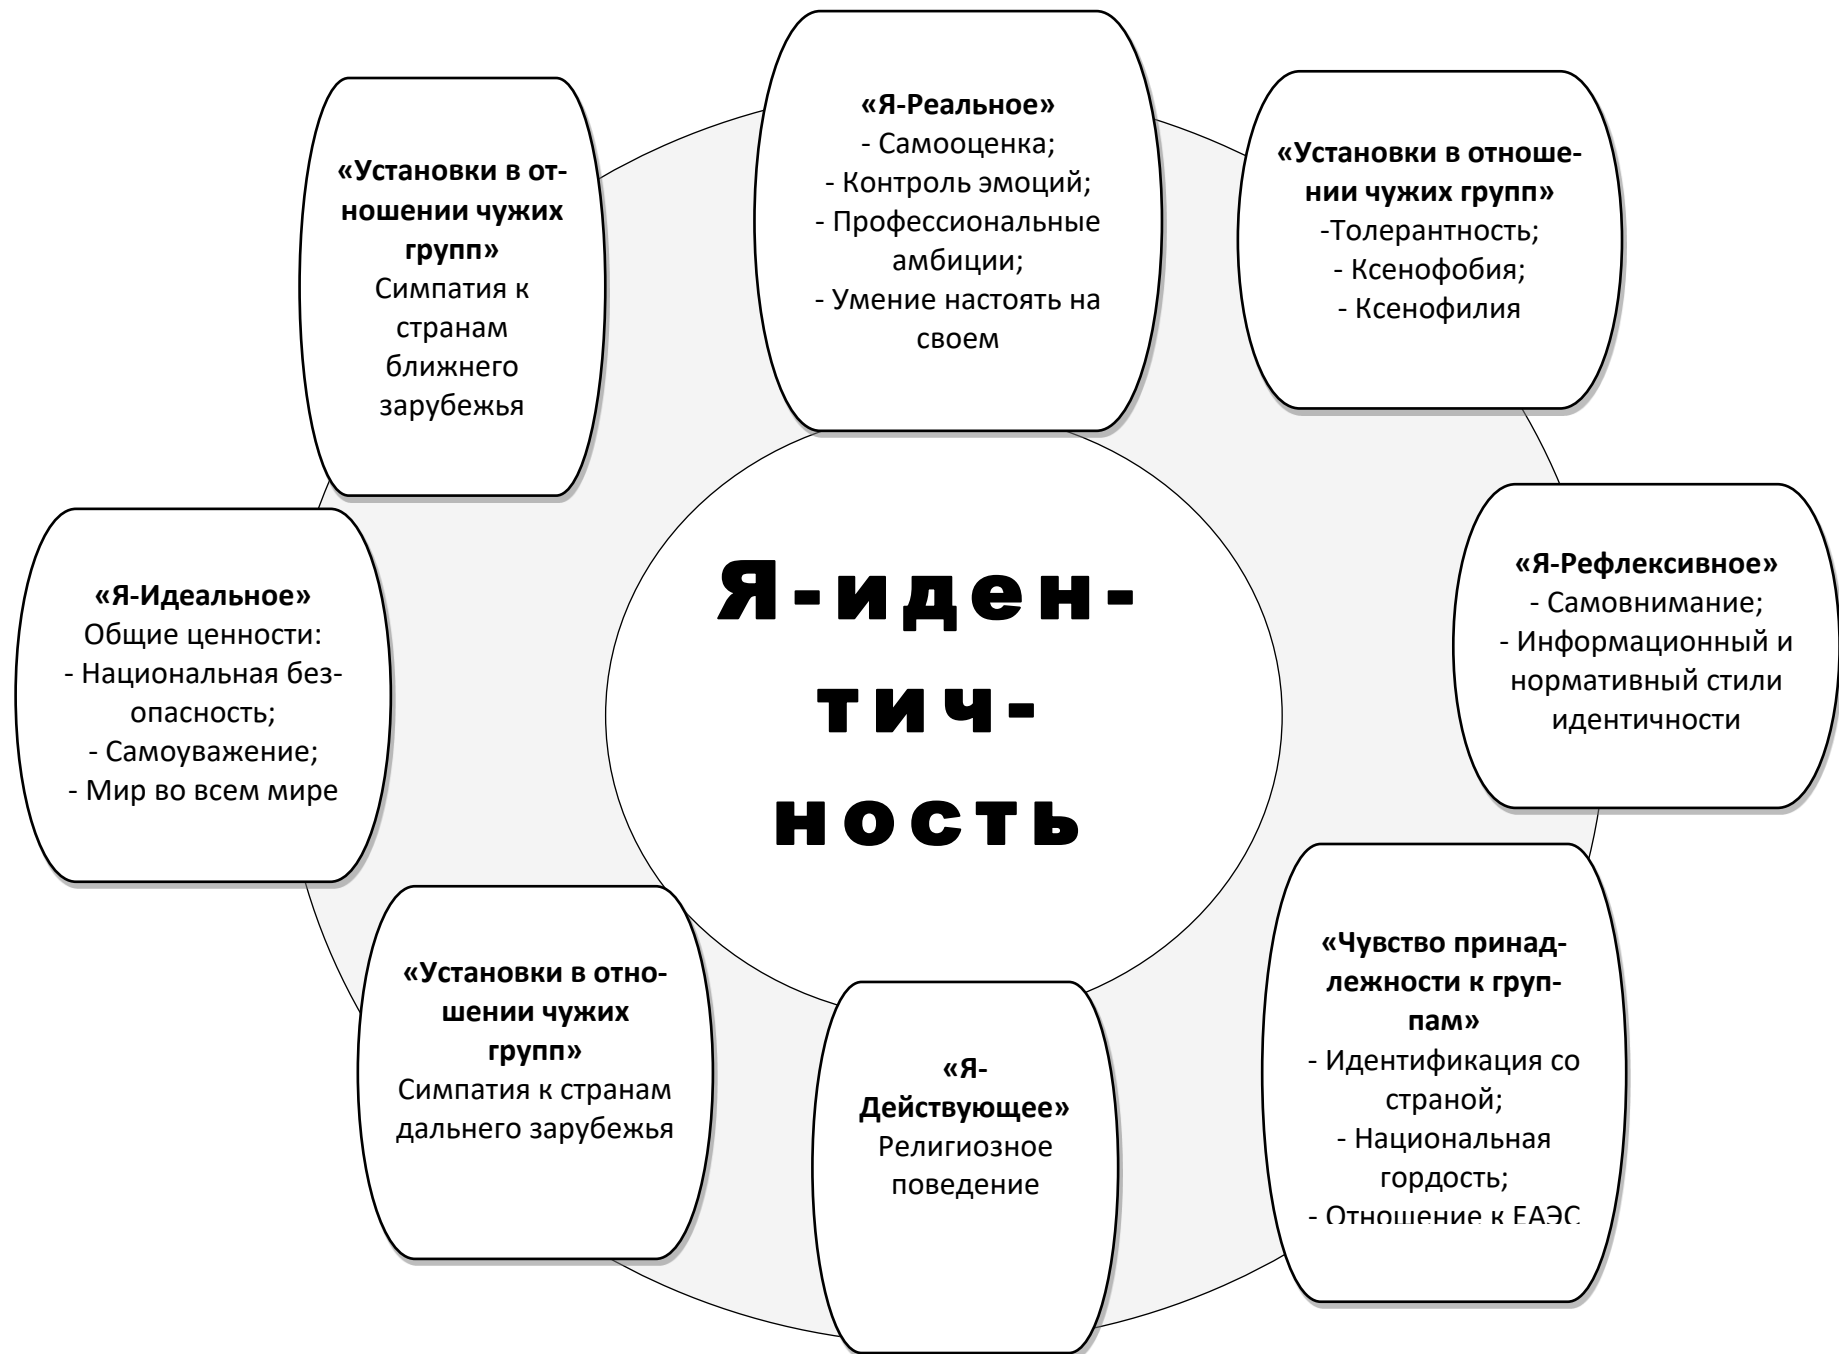 «Я-Реальное»
- Самооценка;
- Контроль эмоций;
- Профессиональные
амбиции;
- Умение настоять на
своем
«Установки в отноше-
нии чужих групп»
-Толерантность;
- Ксенофобия;
- Ксенофилия
«Я-Рефлексивное»
- Самовнимание;
- Информационный и
нормативный стили
идентичности
«Чувство принад-
лежности к груп-
пам»
- Идентификация со
страной;
- Национальная
гордость;
- Отношение к ЕАЭС
«Я-
Действующее»
Религиозное
поведение
«Установки в отно-
шении чужих
групп»
Симпатия к странам
дальнего зарубежья
«Я-Идеальное»
Общие ценности:
- Национальная без-
опасность;
- Самоуважение;
- Мир во всем мире
«Установки в от-
ношении чужих
групп»
Симпатия к
странам
ближнего
зарубежья
Я-иден-
тич-
ность